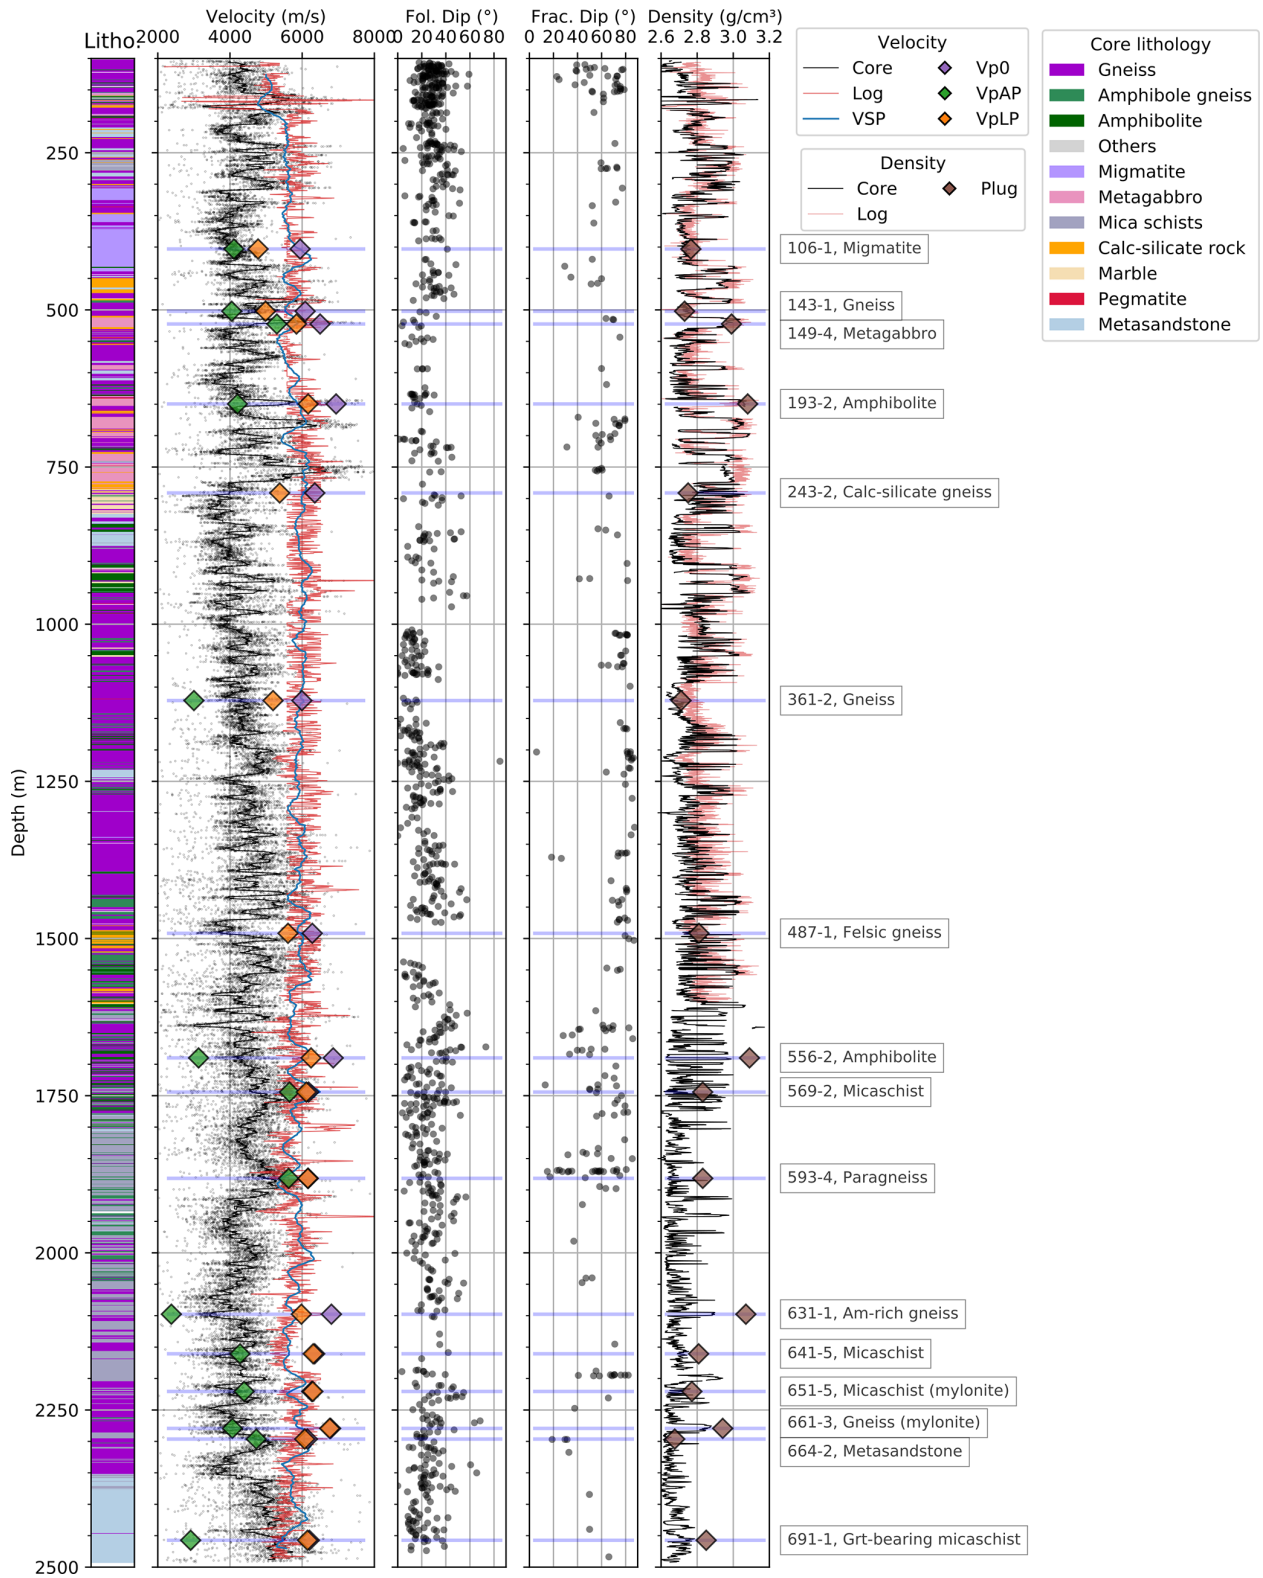 Velocity (m/s)
Fol. Dip (°)
Frac. Dip (°)
Density (g/cm³)
Litho.
2000 4000 6000 8000
0 20 40 60 80
0 20 40 60 80
2.6 2.8 3.0 3.2
Velocity
Core
Log
VSP
Vp0
VpAP
VpLP
Density
Core
Log
Plug
Core lithology
Gneiss
Amphibole gneiss
Amphibolite
Others
Migmatite
Metagabbro
Mica schists
Calc-silicate rock
Marble
Pegmatite
Metasandstone
Depth (m)
250
500
750
1000
1250
1500
1750
2000
2250
2500
106-1, Migmatite
143-1, Gneiss
149-4, Metagabbro
193-2, Amphibolite
243-2, Calc-silicate gneiss
361-2, Gneiss
487-1, Felsic gneiss
556-2, Amphibolite
569-2, Micaschist
593-4, Paragneiss
631-1, Am-rich gneiss
641-5, Micaschist
651-5, Micaschist (mylonite)
661-3, Gneiss (mylonite)
664-2, Metasandstone
691-1, Grt-bearing micaschist